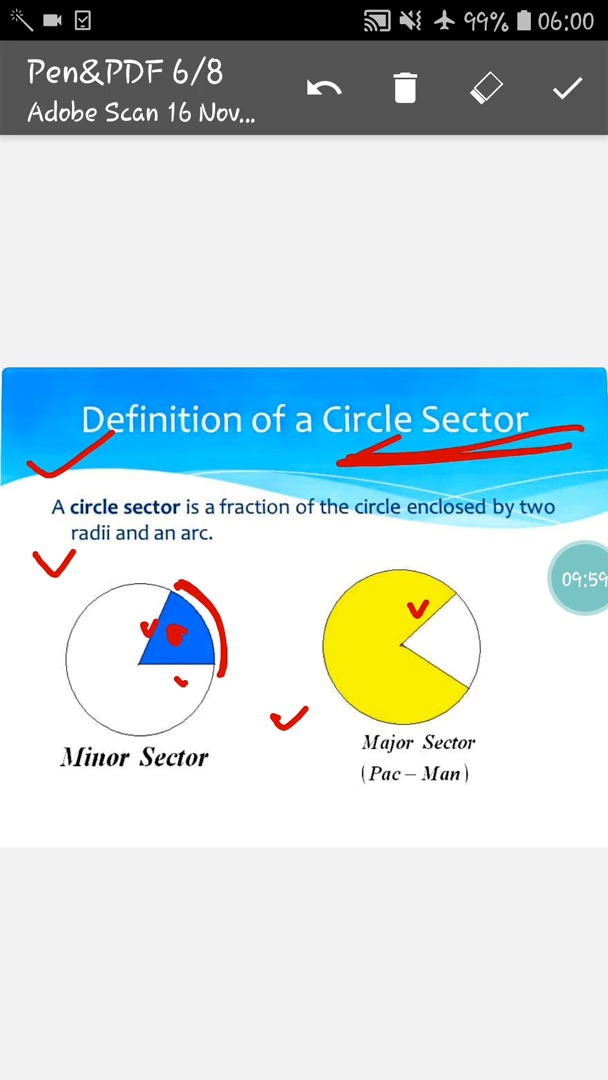 99% 06:00
Pen&PDF 6/8
Adobe Scan 16 Nov...
Definition of a Circle Sector
A circle sector is a fraction of the circle enclosed by two
radii and an arc.
09:59
Minor Sector
Major Sector
(Pac – Man)